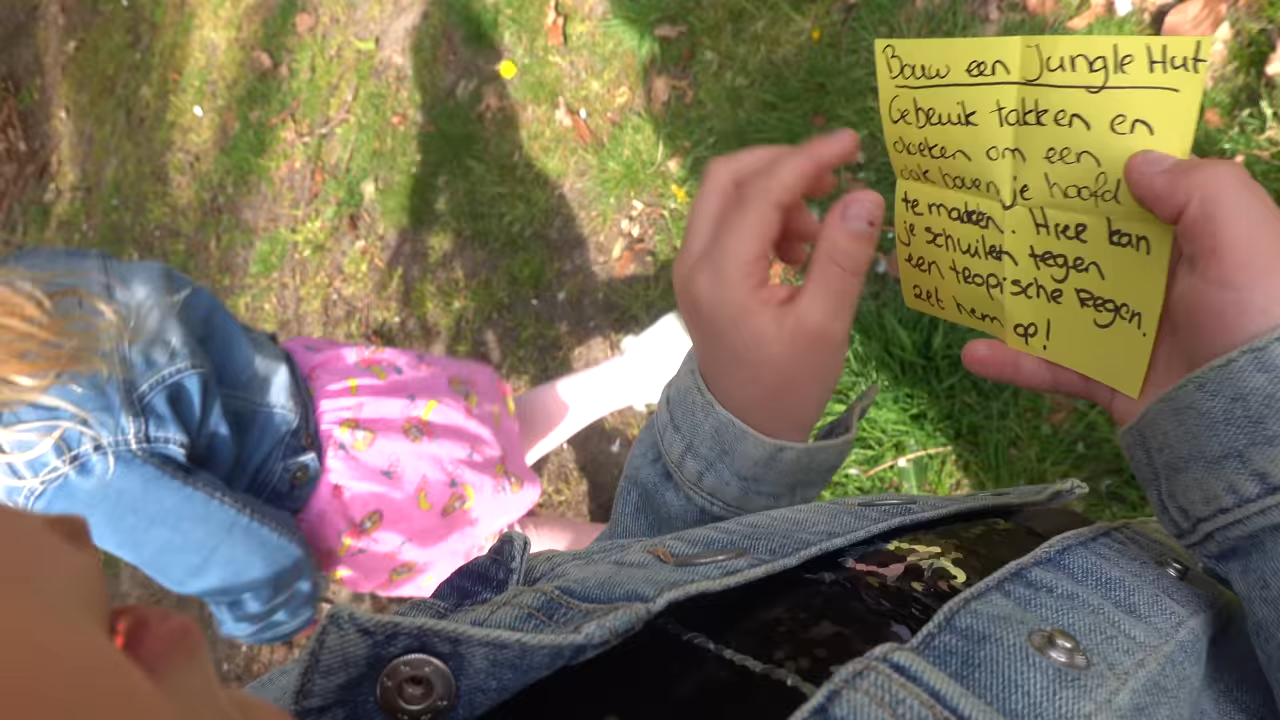 Bouw een Jungle Hut
Gebruik takken en
doeken om een
dak boven je hoofd
te maken. Hier kan
je schuilen tegen
een tropische Regen.
Zet hem op!